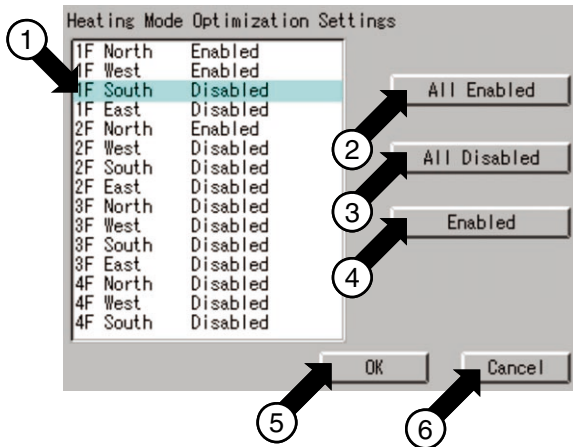 Heating Mode Optimization Settings
1
1F North Enabled
1F West Enabled
1F South Disabled
1F East Disabled
2F North Enabled
2F West Disabled
2F South Disabled
2F East Disabled
3F North Disabled
3F West Disabled
3F South Disabled
3F East Disabled
4F North Disabled
4F West Disabled
4F South Disabled
All Enabled
2
All Disabled
3
Enabled
4
OK
Cancel
5
6